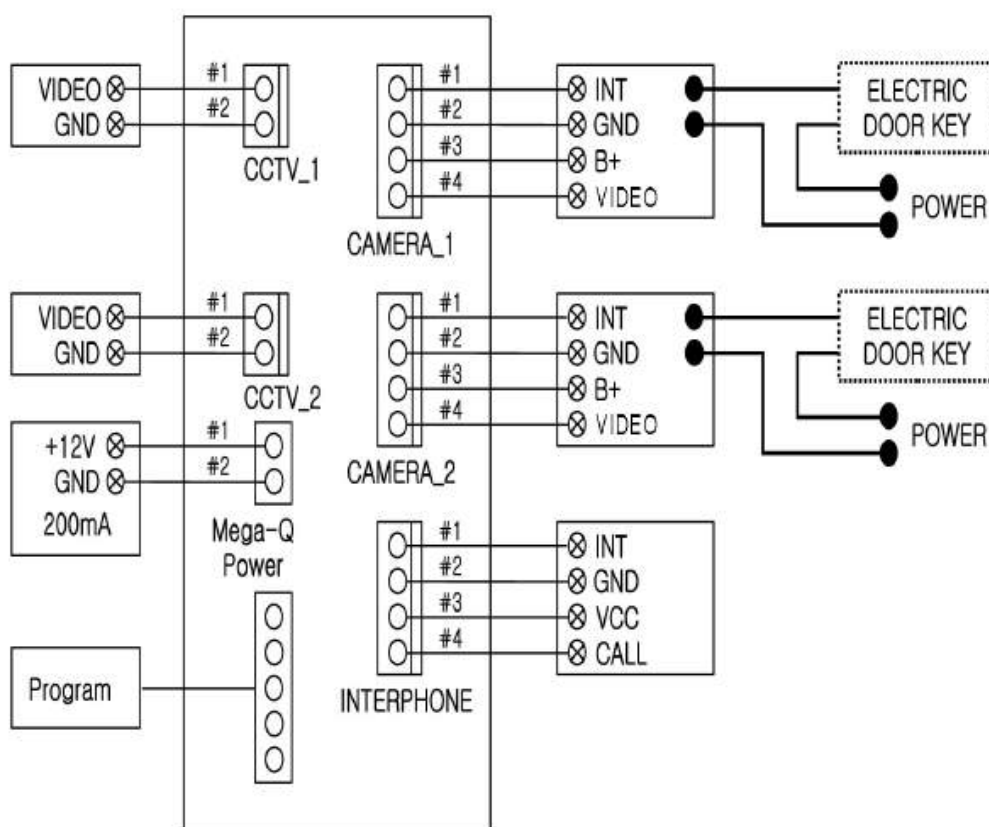 VIDEO
GND
#1
#2
CCTV_1
#1
#2
#3
#4
CAMERA_1
INT
GND
B+
VIDEO
ELECTRIC
DOOR KEY
POWER
VIDEO
GND
#1
#2
CCTV_2
#1
#2
#3
#4
CAMERA_2
INT
GND
B+
VIDEO
ELECTRIC
DOOR KEY
POWER
+12V
GND
200mA
#1
#2
Mega-Q
Power
#1
#2
#3
#4
INTERPHONE
INT
GND
VCC
CALL
Program